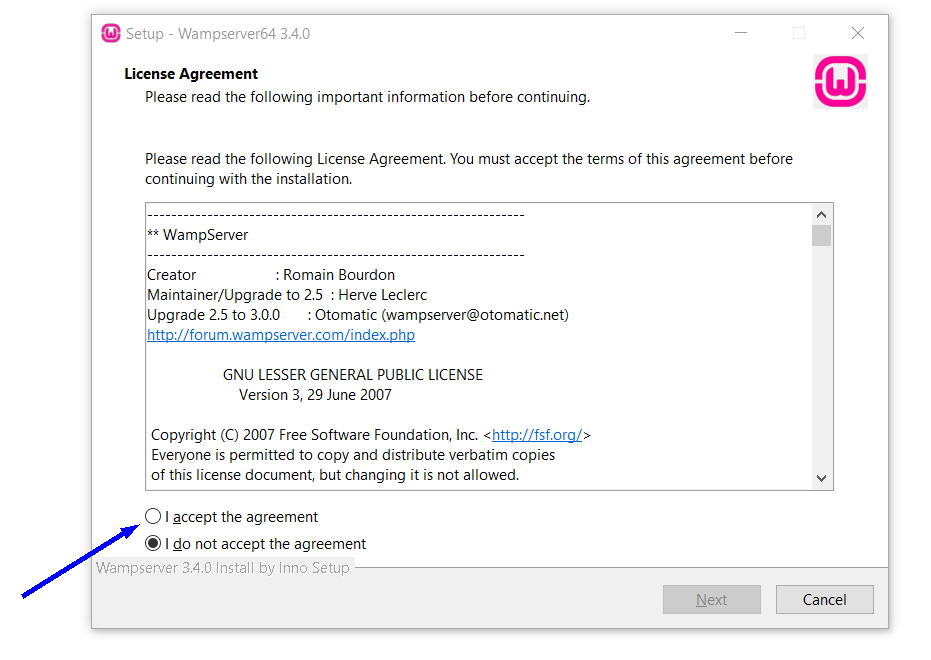 Setup - Wampserver64 3.4.0
License Agreement
Please read the following important information before continuing.
Please read the following License Agreement. You must accept the terms of this agreement before
continuing with the installation.
---------------------------------------------------------------
** WampServer
---------------------------------------------------------------
Creator : Romain Bourdon
Maintainer/Upgrade to 2.5 : Herve Leclerc
Upgrade 2.5 to 3.0.0 : Otomatic (wampserver@otomatic.net)
http://forum.wampserver.com/index.php
GNU LESSER GENERAL PUBLIC LICENSE
Version 3, 29 June 2007
Copyright (C) 2007 Free Software Foundation, Inc. <http://fsf.org/>
Everyone is permitted to copy and distribute verbatim copies
of this license document, but changing it is not allowed.
I accept the agreement
I do not accept the agreement
Wampserver 3.4.0 Install by Inno Setup
Next
Cancel